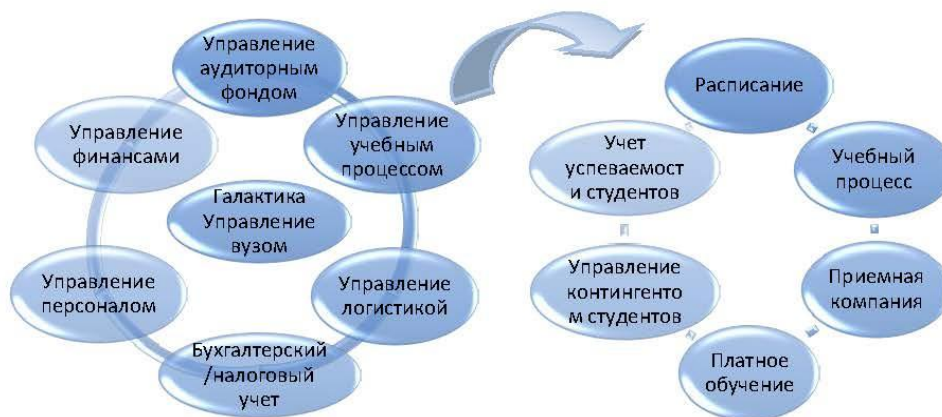 Управление
аудиторным
фондом
Управление
учебным
процессом
Управление
логистикой
Бухгалтерский
/налоговый
учет
Управление
персоналом
Управление
финансами
Галактика
Управление
вузом
Расписание
Учебный
процесс
Приемная
компания
Платное
обучение
Управление
контингенто
м студентов
Учет
успеваемост
и студентов